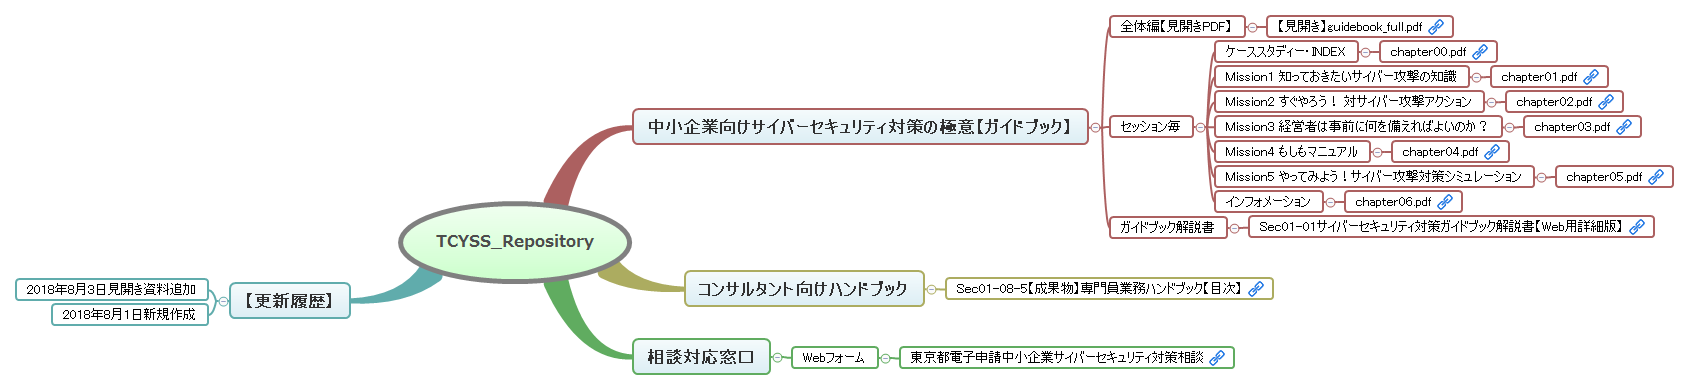 TCYSS_Repository
中小企業向けサイバーセキュリティ対策の極意【ガイドブック】
全体編【見開きPDF】
【見開き】guidebook_full.pdf
セッション毎
ケーススタディー・INDEX
chapter00.pdf
Mission1 知っておきたいサイバー攻撃の知識
chapter01.pdf
Mission2 すぐやろう！ 対サイバー攻撃アクション
chapter02.pdf
Mission3 経営者は事前に何を備えればよいのか？
chapter03.pdf
Mission4 もしもマニュアル
chapter04.pdf
Mission5 やってみよう！サイバー攻撃対策シミュレーション
chapter05.pdf
インフォメーション
chapter06.pdf
ガイドブック解説書
Sec01-01サイバーセキュリティ対策ガイドブック解説書【Web用詳細版】
コンサルタント向けハンドブック
Sec01-08-5【成果物】専門員業務ハンドブック【目次】
相談対応窓口
Webフォーム
東京都電子申請中小企業サイバーセキュリティ対策相談
【更新履歴】
2018年8月3日見開き資料追加
2018年8月1日新規作成